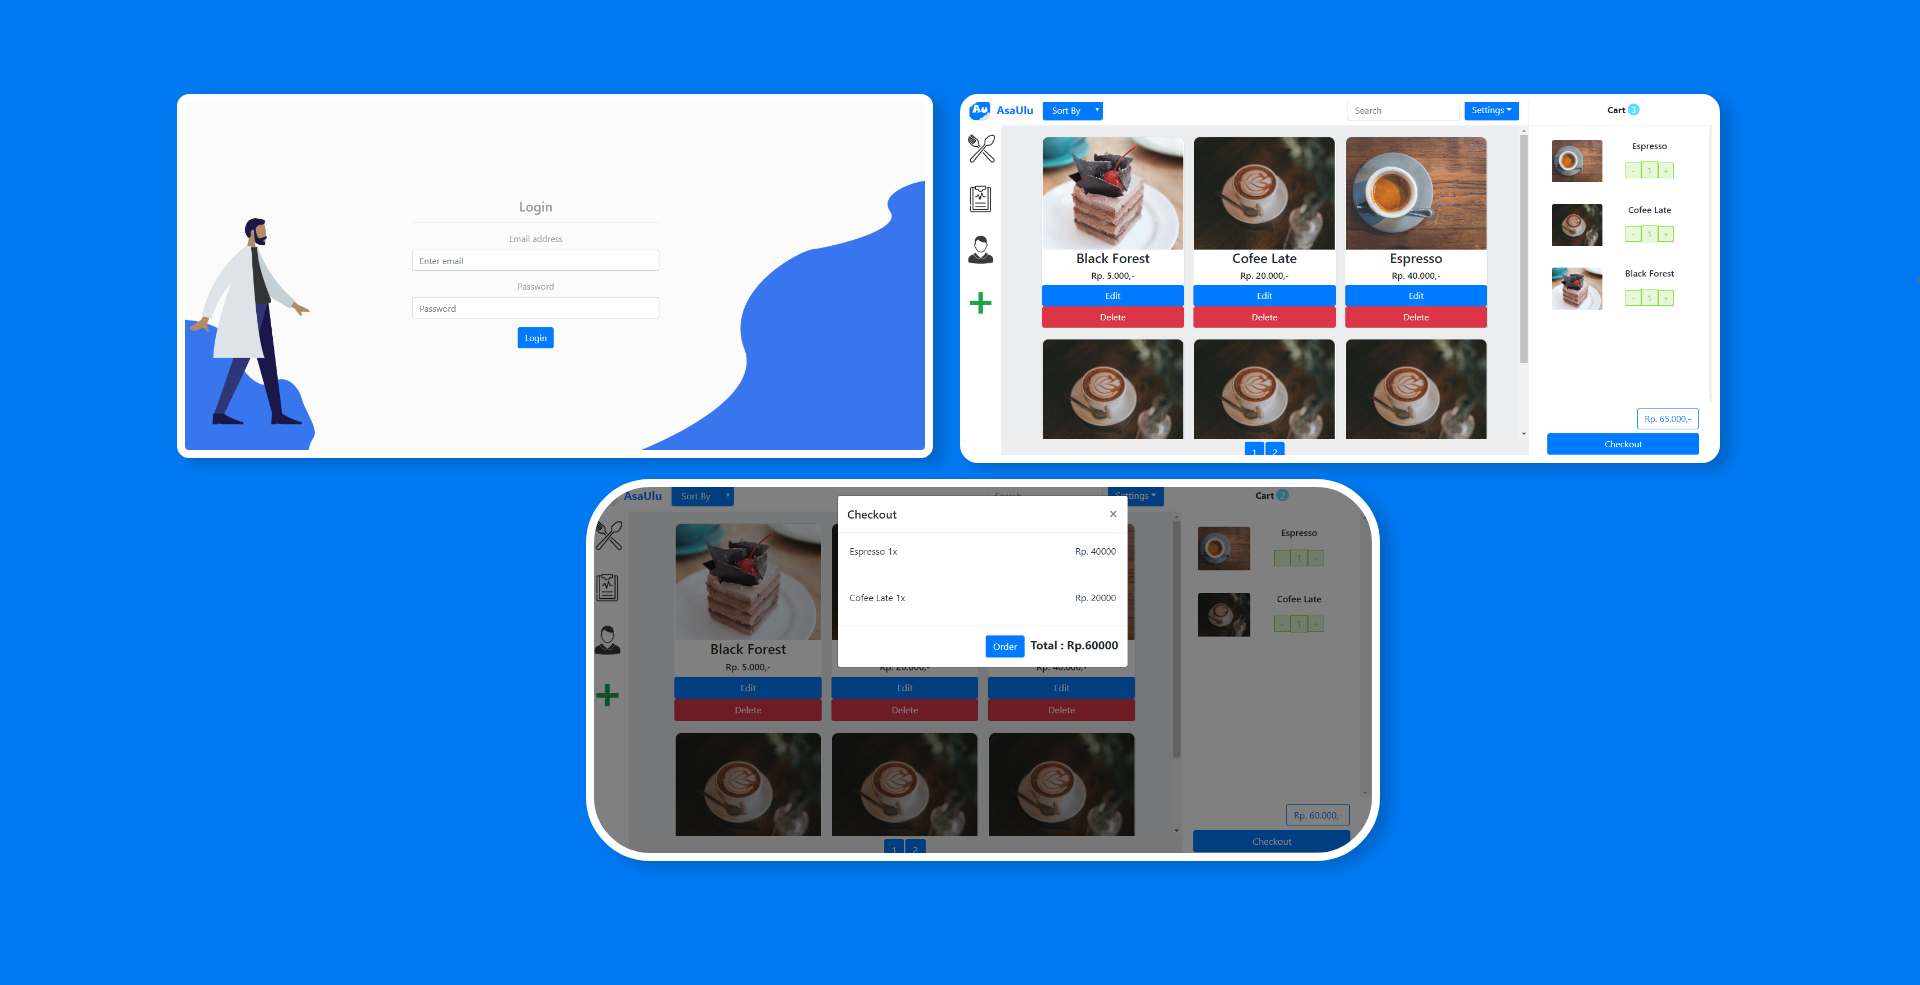 Login
Email address
Enter email
Password
Password
Login
Au AsaUlu Sort By Search Settings Cart 3
Black Forest
Rp. 5.000,-
Edit
Delete
Cofee Late
Rp. 20.000,-
Edit
Delete
Espresso
Rp. 40.000,-
Edit
Delete
1 2
Espresso
- 1 +
Cofee Late
- 1 +
Black Forest
- 1 +
Rp. 65.000,-
Checkout
AsaUlu Sort By Search Settings Cart 2
Checkout ×
Espresso 1x Rp. 40000
Cofee Late 1x Rp. 20000
Order Total : Rp.60000
Black Forest
Rp. 5.000,-
Edit
Delete
Rp. 20.000,-
Edit
Delete
Rp. 40.000,-
Edit
Delete
1 2
Espresso
- 1 +
Cofee Late
- 1 +
Rp. 60.000,-
Checkout